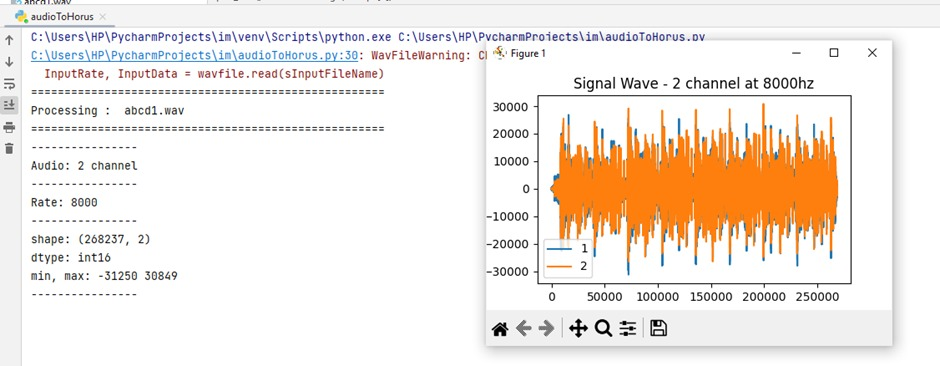 abcd1.wav
audioToHorus
C:\Users\HP\PycharmProjects\im\venv\Scripts\python.exe C:\Users\HP\PycharmProjects\im\audioToHorus.py
C:\Users\HP\PycharmProjects\im\audioToHorus.py:30: WavFileWarning:
InputRate, InputData = wavfile.read(sInputFileName)
================================================
Processing :  abcd1.wav
================================================
---------------
Audio: 2 channel
---------------
Rate: 8000
---------------
shape: (268237, 2)
dtype: int16
min, max: -31250 30849
---------------
Figure 1
Signal Wave - 2 channel at 8000hz
30000
20000
10000
0
−10000
−20000
−30000
1
2
0 50000 100000 150000 200000 250000